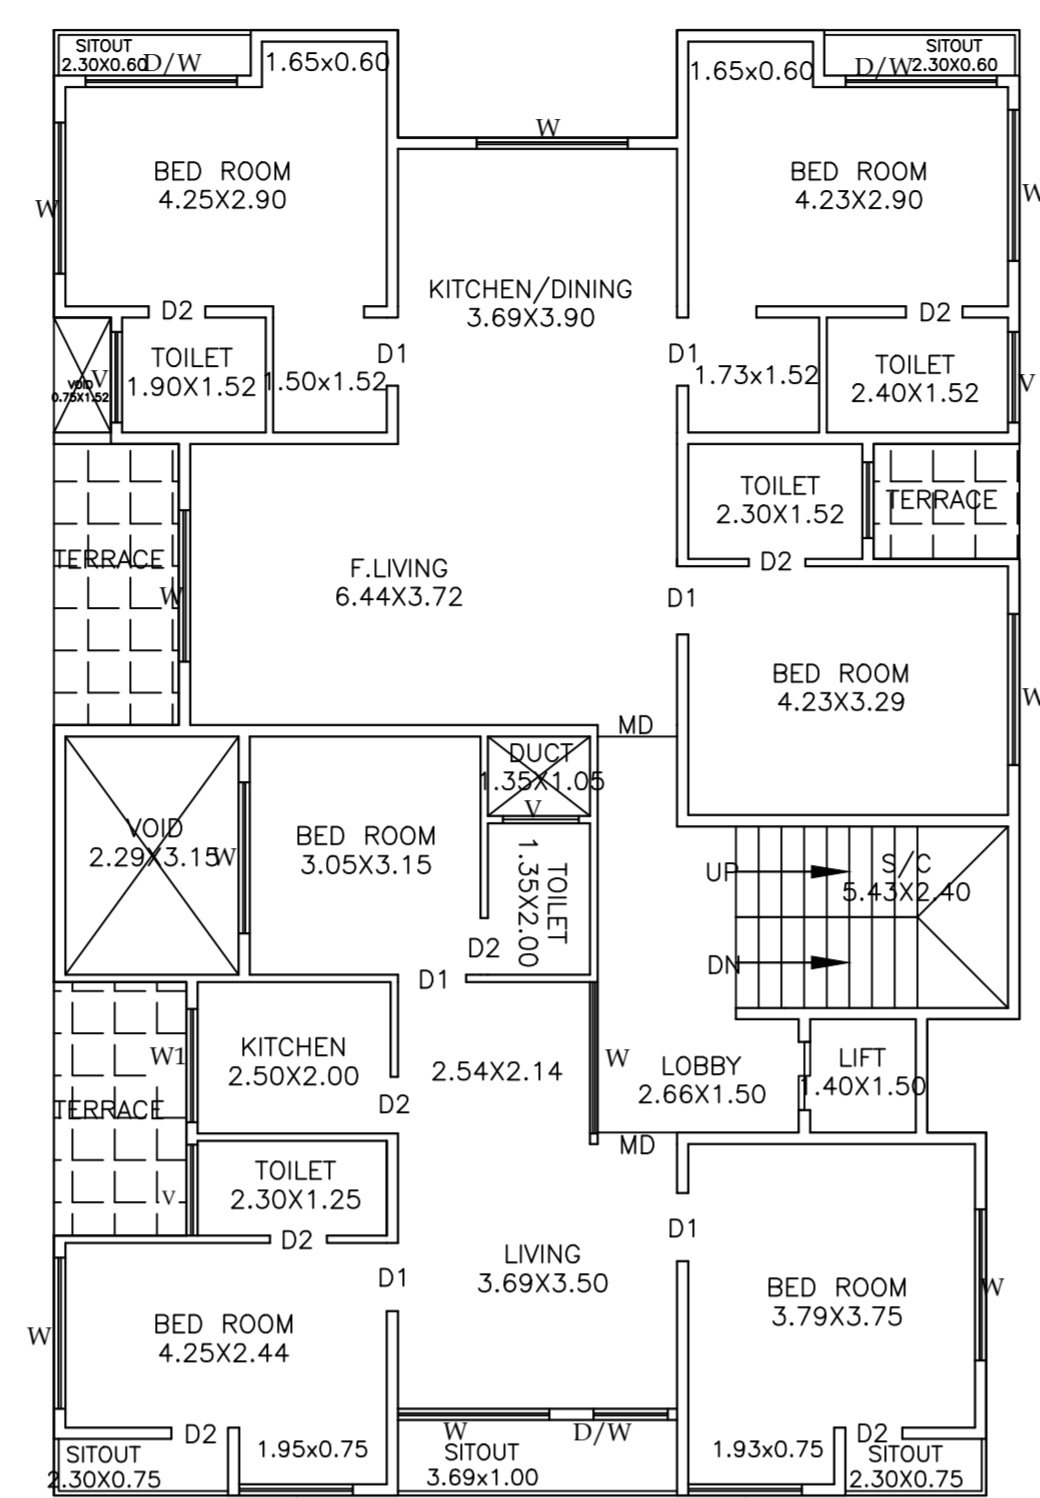 SITOUT
2.30X0.60
D/W
1.65x0.60
1.65x0.60
D/W
SITOUT
2.30X0.60
W
BED ROOM
4.25X2.90
W
BED ROOM
4.23X2.90
W
KITCHEN/DINING
3.69X3.90
D2
D2
TOILET
1.90X1.52
V
VOID
0.75X1.52
1.50x1.52
D1
D1
1.73x1.52
TOILET
2.40X1.52
V
TOILET
2.30X1.52
TERRACE
TERRACE
W
F.LIVING
6.44X3.72
D2
D1
BED ROOM
4.23X3.29
W
MD
DUCT
1.35X1.05
V
VOID
2.29X3.15
W
BED ROOM
3.05X3.15
TOILET
1.35X2.00
D2
D1
UP
S/C
5.43X2.40
DN
W1
KITCHEN
2.50X2.00
2.54X2.14
W
LOBBY
2.66X1.50
LIFT
1.40X1.50
TERRACE
D2
MD
TOILET
2.30X1.25
V
D2
D1
LIVING
3.69X3.50
D1
BED ROOM
3.79X3.75
W
W
BED ROOM
4.25X2.44
D2
W
D/W
D2
SITOUT
2.30X0.75
1.95x0.75
SITOUT
3.69x1.00
1.93x0.75
SITOUT
2.30X0.75